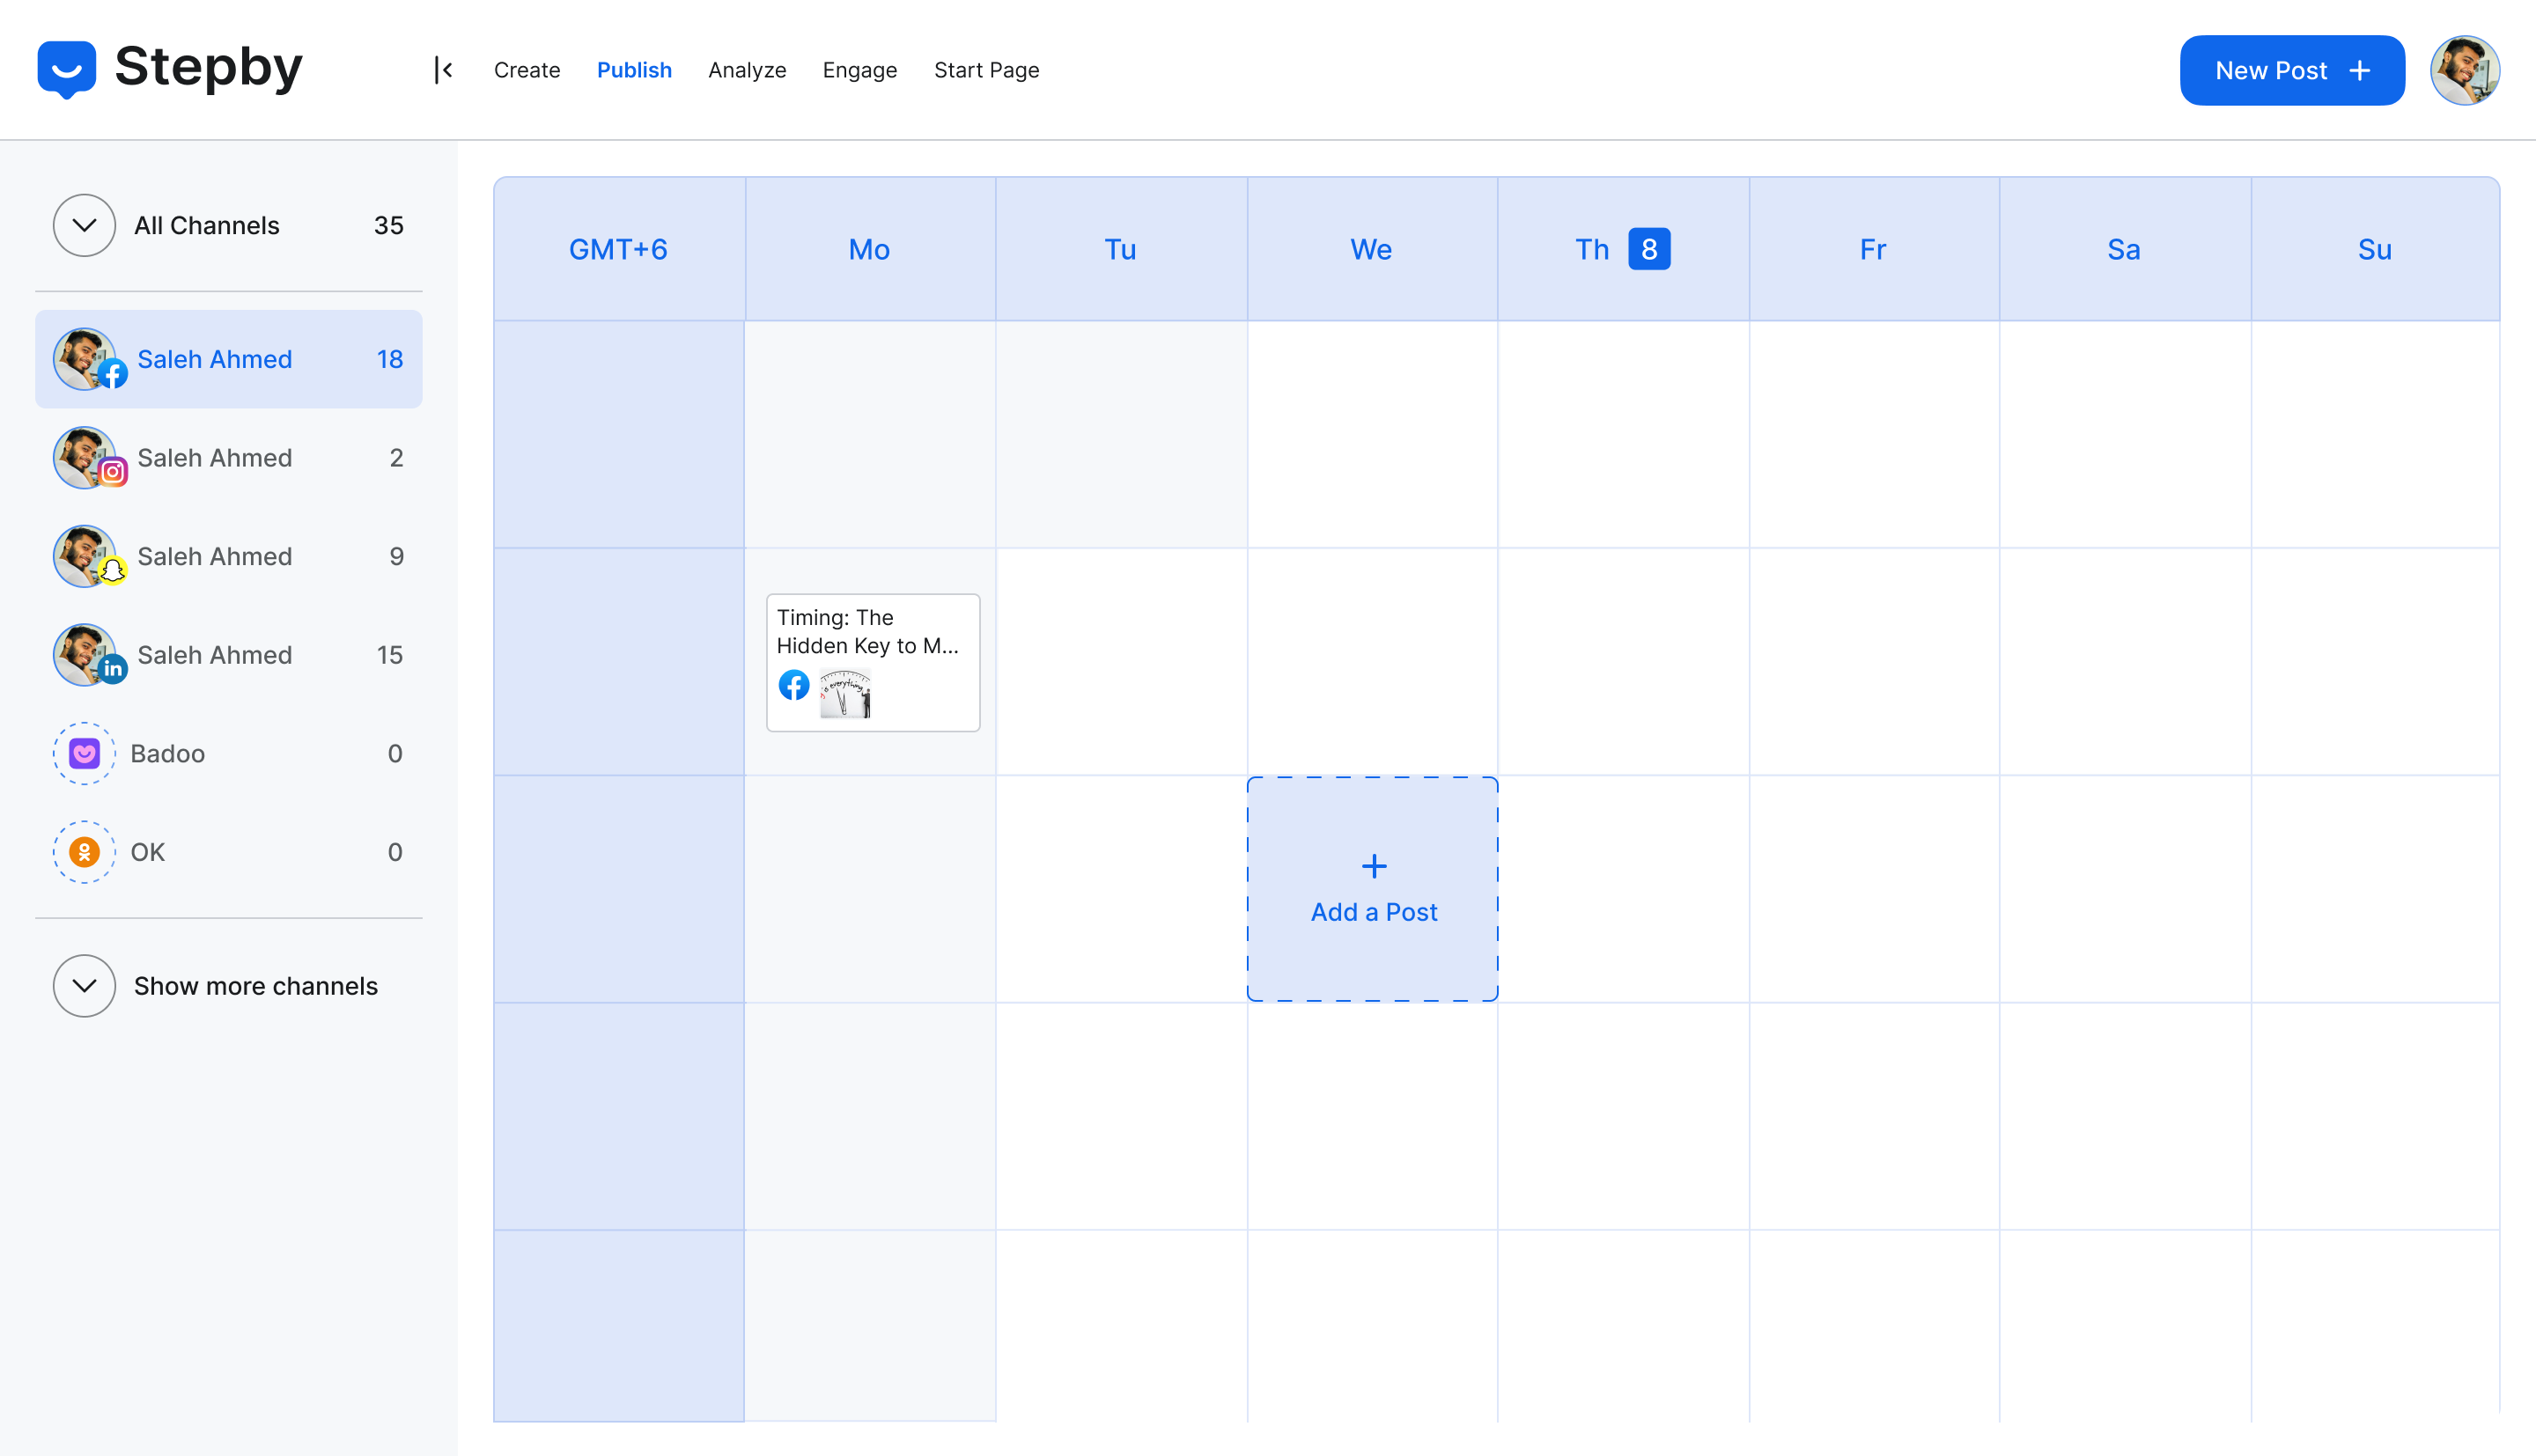 Stepby
Create
Publish
Analyze
Engage
Start Page
New Post
All Channels
35
Saleh Ahmed
18
Saleh Ahmed
2
Saleh Ahmed
9
in
Saleh Ahmed
15
Badoo
0
OK
0
Show more channels
GMT+6
Mo
Tu
We
Th
8
Fr
Sa
Su
Timing: The
Hidden Key to M...
everything
Add a Post